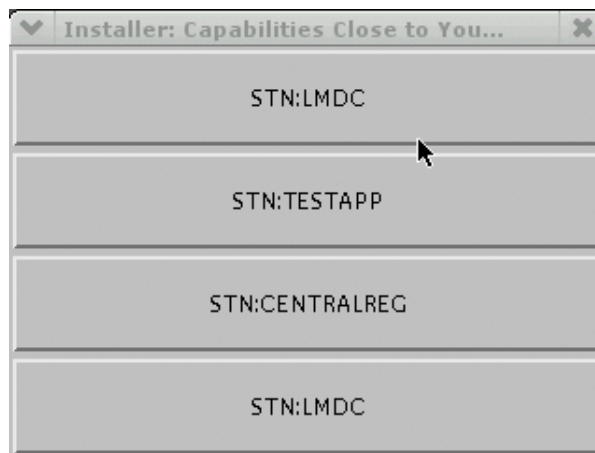 Installer: Capabilities Close to You...
STN:LMDC
STN:TESTAPP
STN:CENTRALREG
STN:LMDC